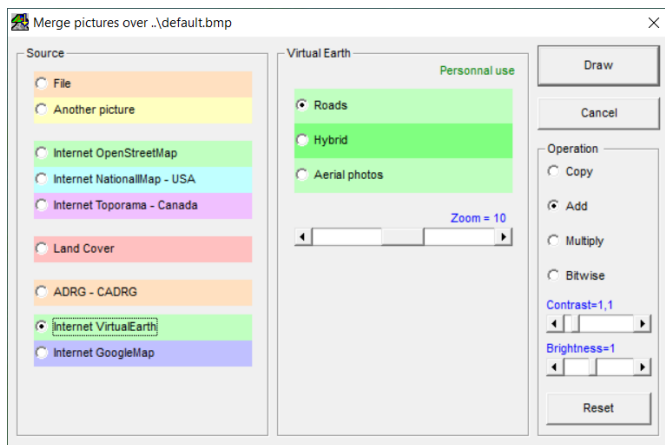 Merge pictures over ..\default.bmp
Source
File
Another picture
Internet OpenStreetMap
Internet NationalMap - USA
Internet Toporama - Canada
Land Cover
ADRG - CADRG
Internet VirtualEarth
Internet GoogleMap
Virtual Earth
Personnal use
Roads
Hybrid
Aerial photos
Zoom = 10
Draw
Cancel
Operation
Copy
Add
Multiply
Bitwise
Contrast=1,1
Brightness=1
Reset